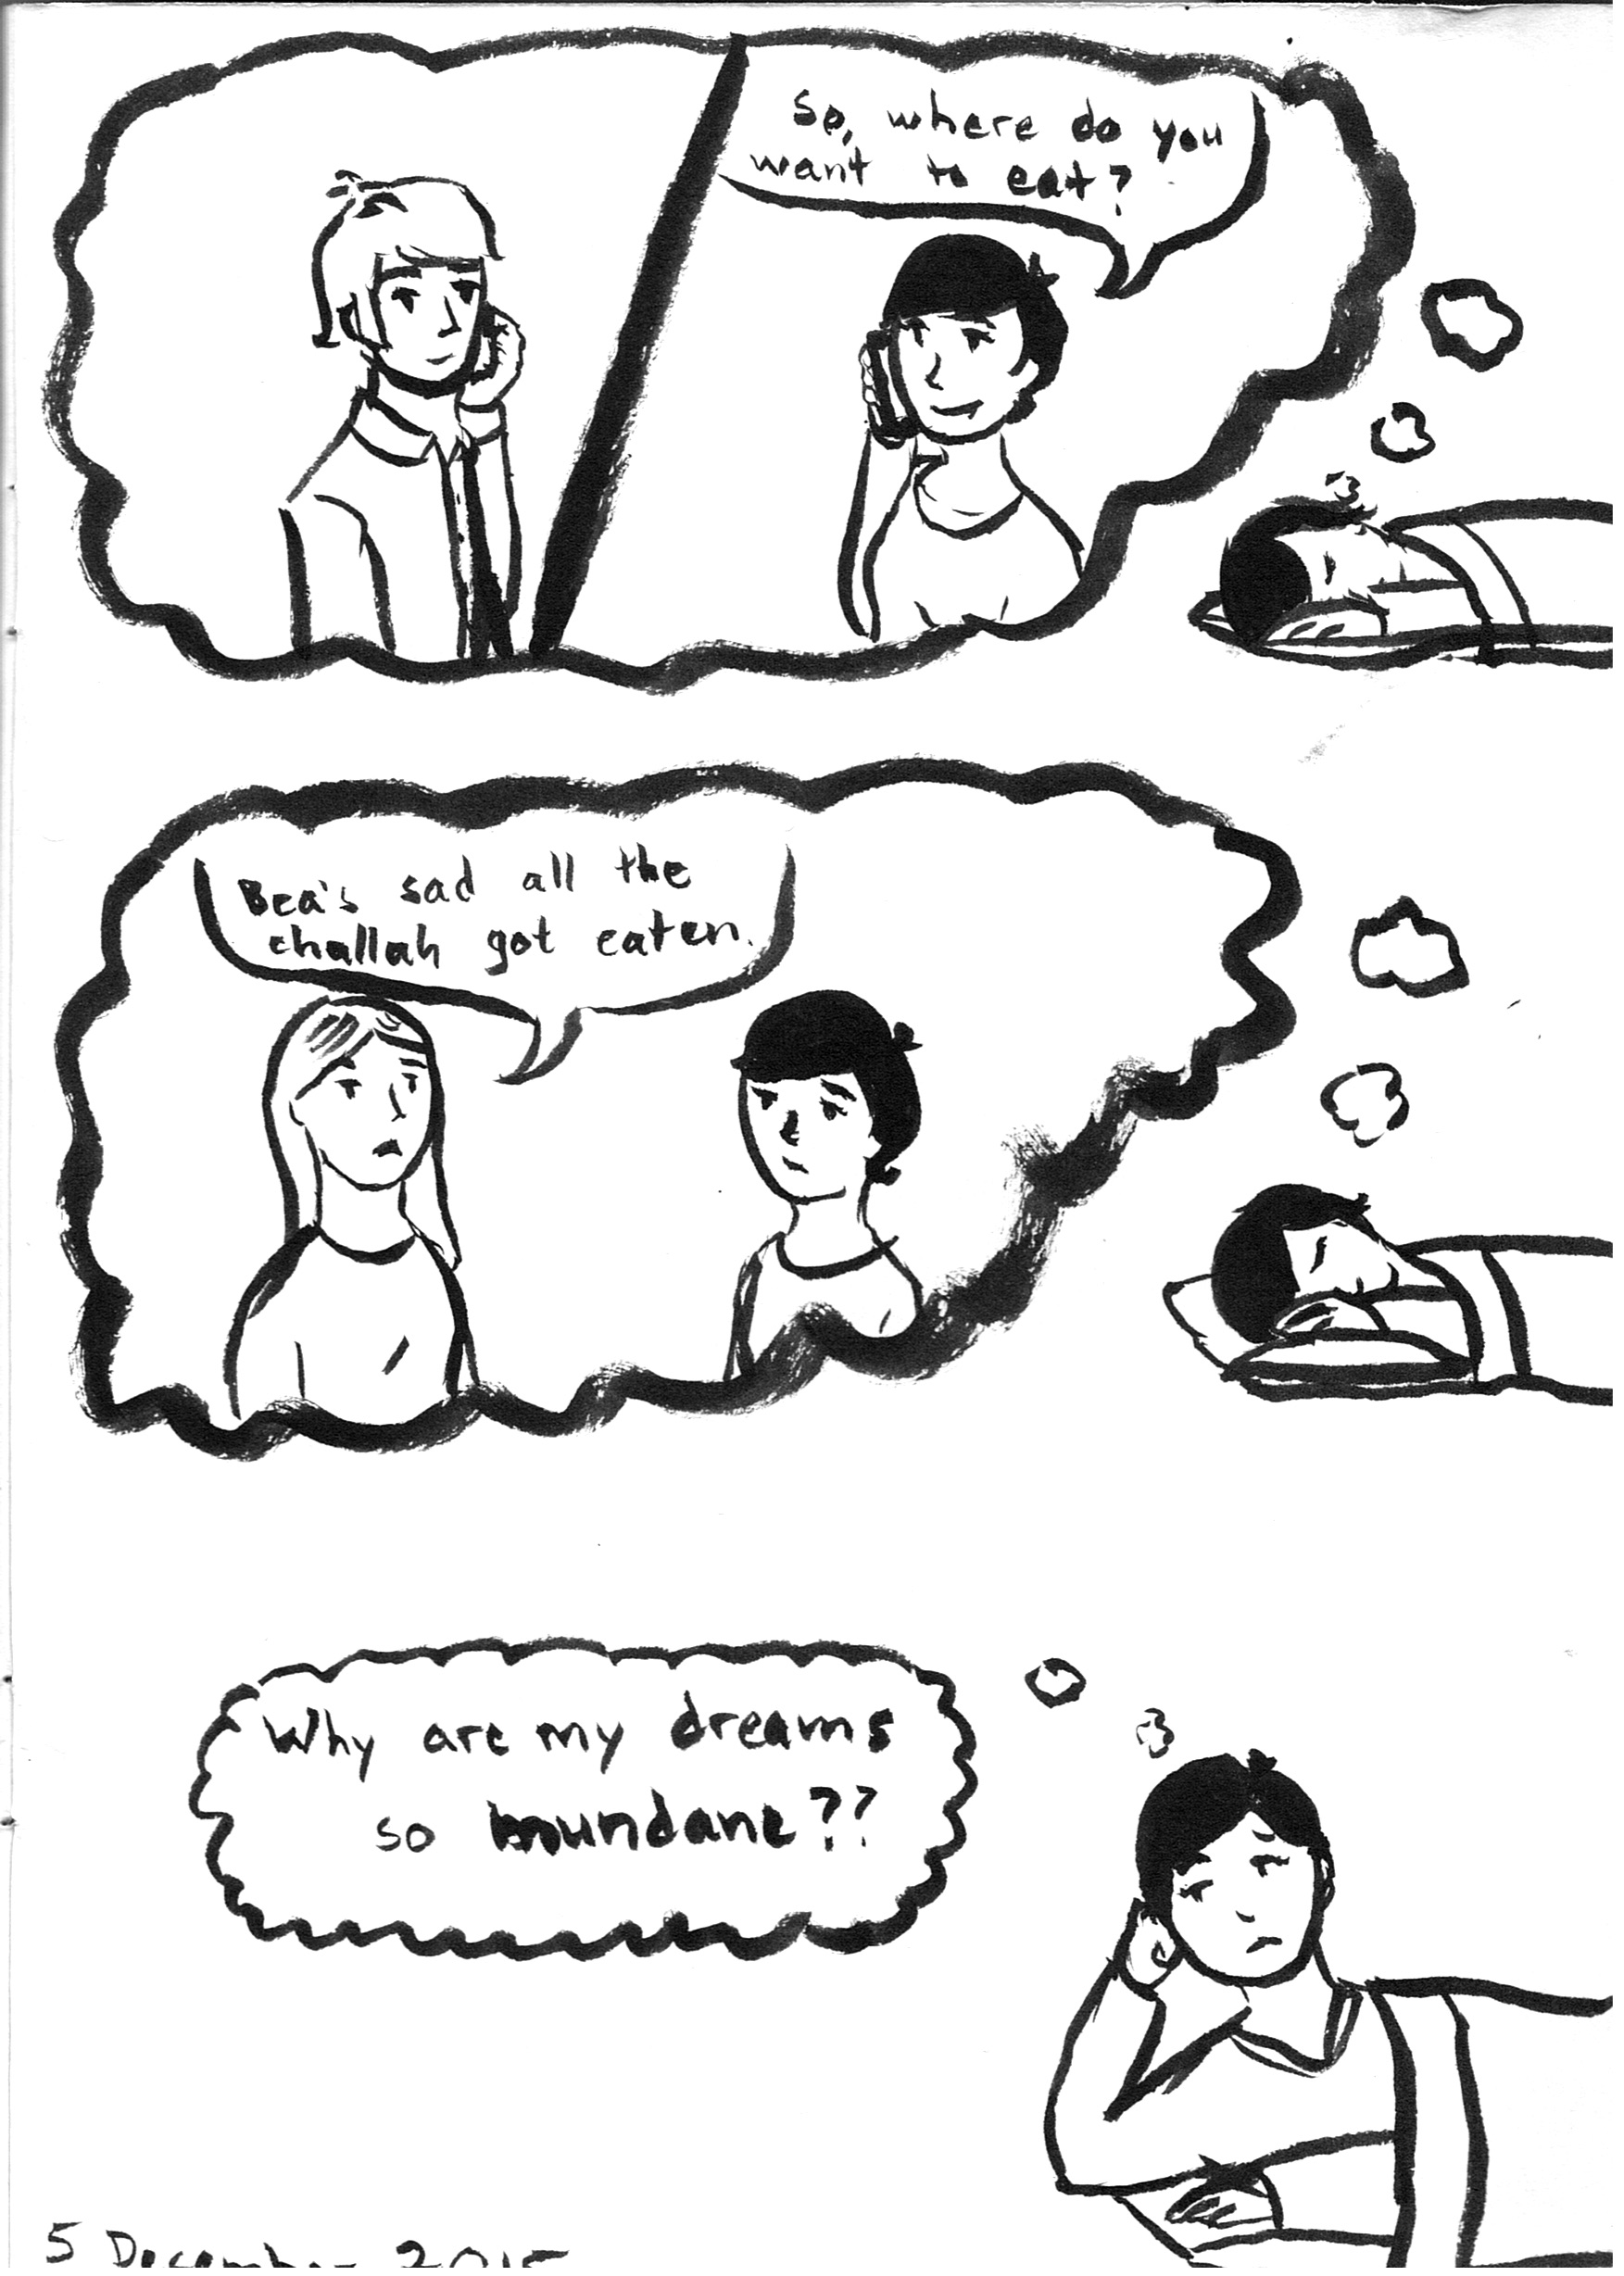 So, where do you
want to eat?
Bea's sad all the
challah got eaten.
Why are my dreams
so mundane??
5 December 2015